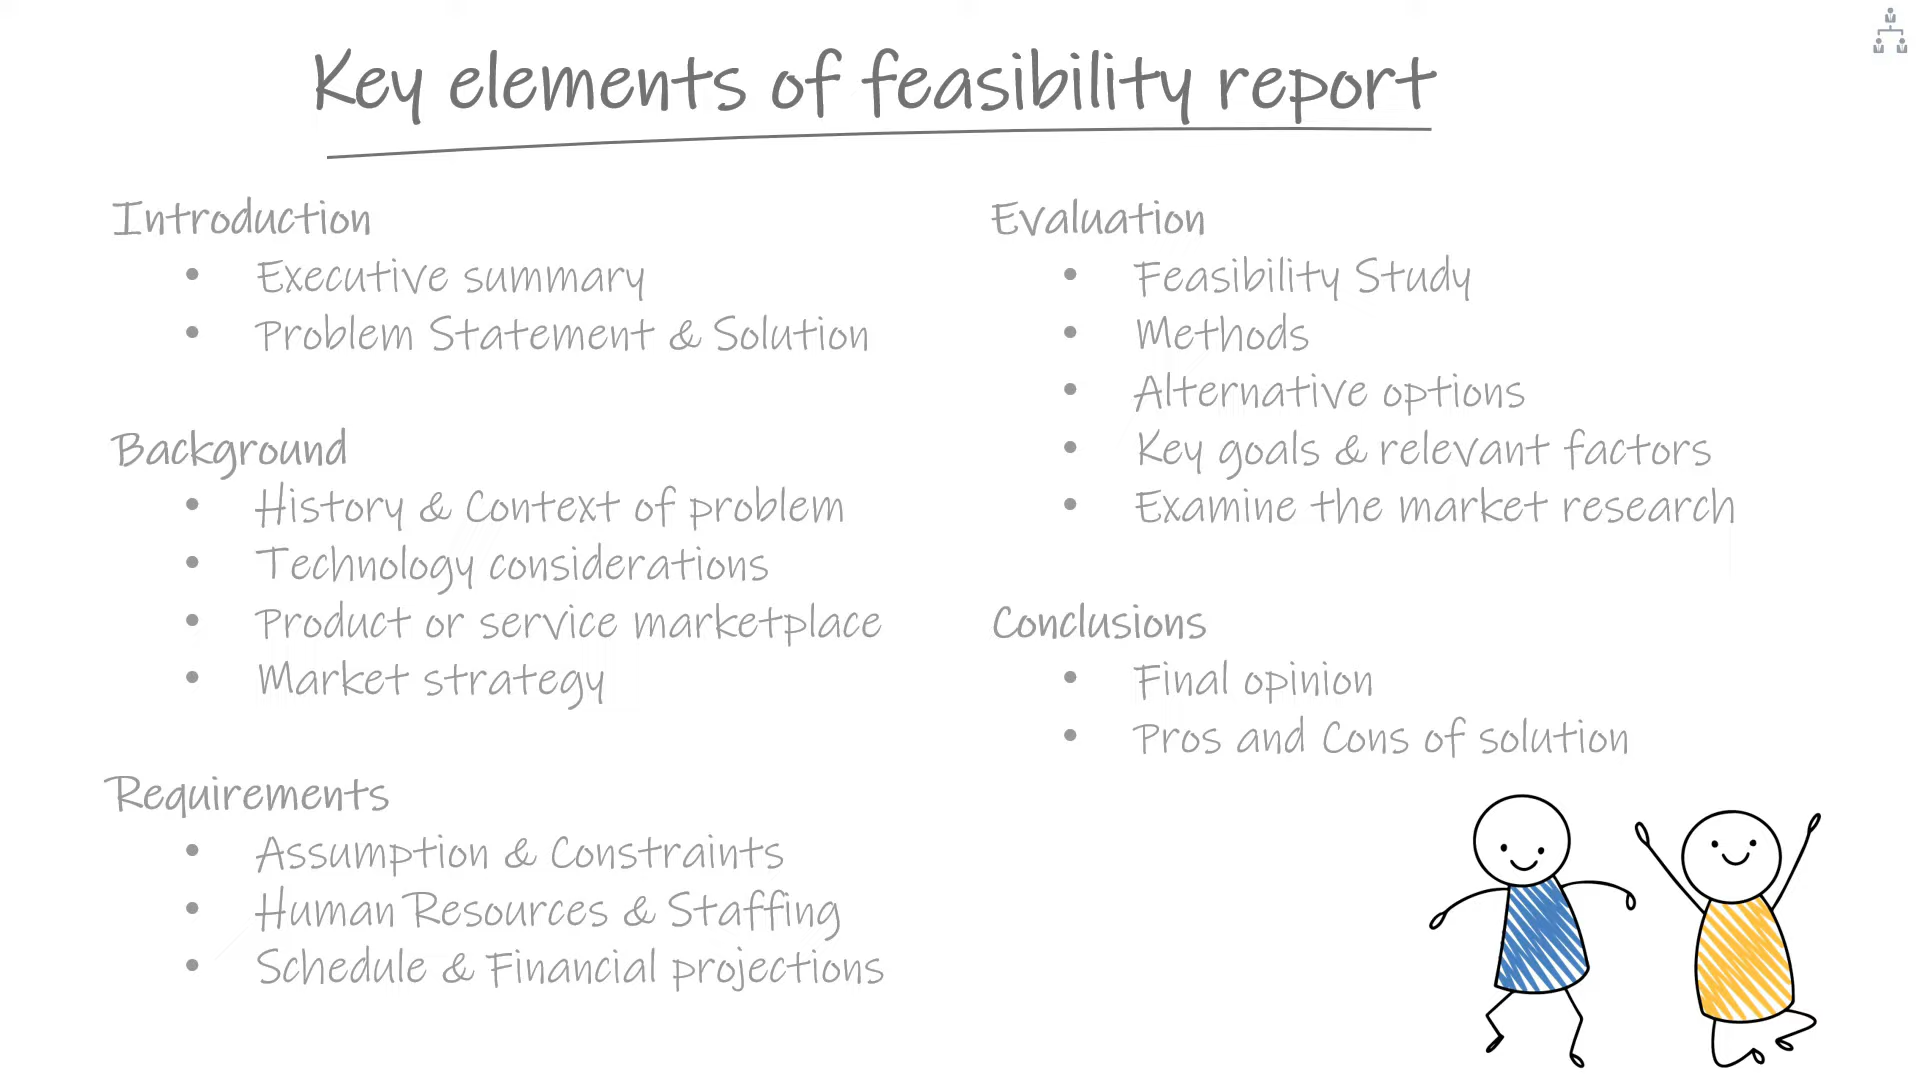 Key elements of feasibility report
Introduction
• Executive summary
• Problem Statement & Solution
Background
• History & Context of problem
• Technology considerations
• Product or service marketplace
• Market strategy
Requirements
• Assumption & Constraints
• Human Resources & Staffing
• Schedule & Financial projections
Evaluation
• Feasibility Study
• Methods
• Alternative options
• Key goals & relevant factors
• Examine the market research
Conclusions
• Final opinion
• Pros and Cons of solution